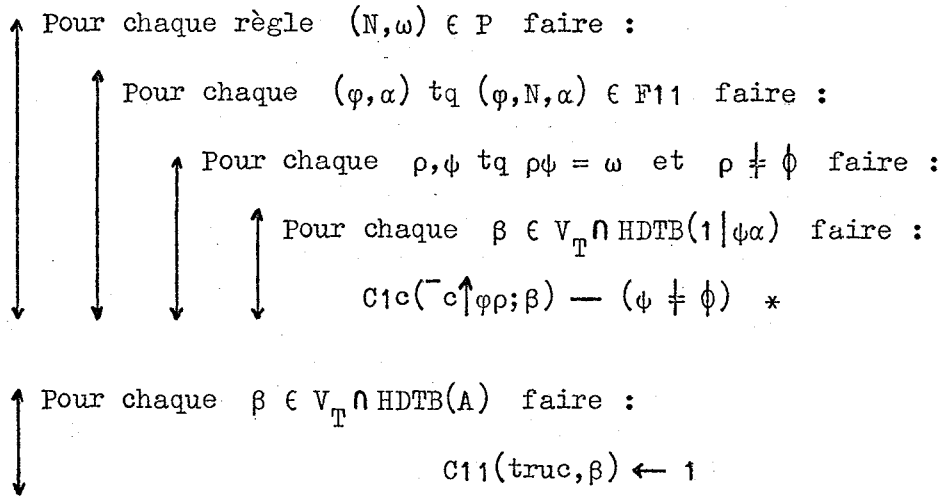 Pour chaque règle (N,ω) ∈ P faire :
Pour chaque (φ,α) tq (φ,N,α) ∈ F11 faire :
Pour chaque ρ,ψ tq ρψ = ω et ρ ≠ ϕ faire :
Pour chaque β ∈ V_T ∩ HDTB(1|ψα) faire :
C1c(¯c↑φρ;β) — (ψ ≠ ϕ) *
Pour chaque β ∈ V_T ∩ HDTB(A) faire :
C11(truc,β) ← 1